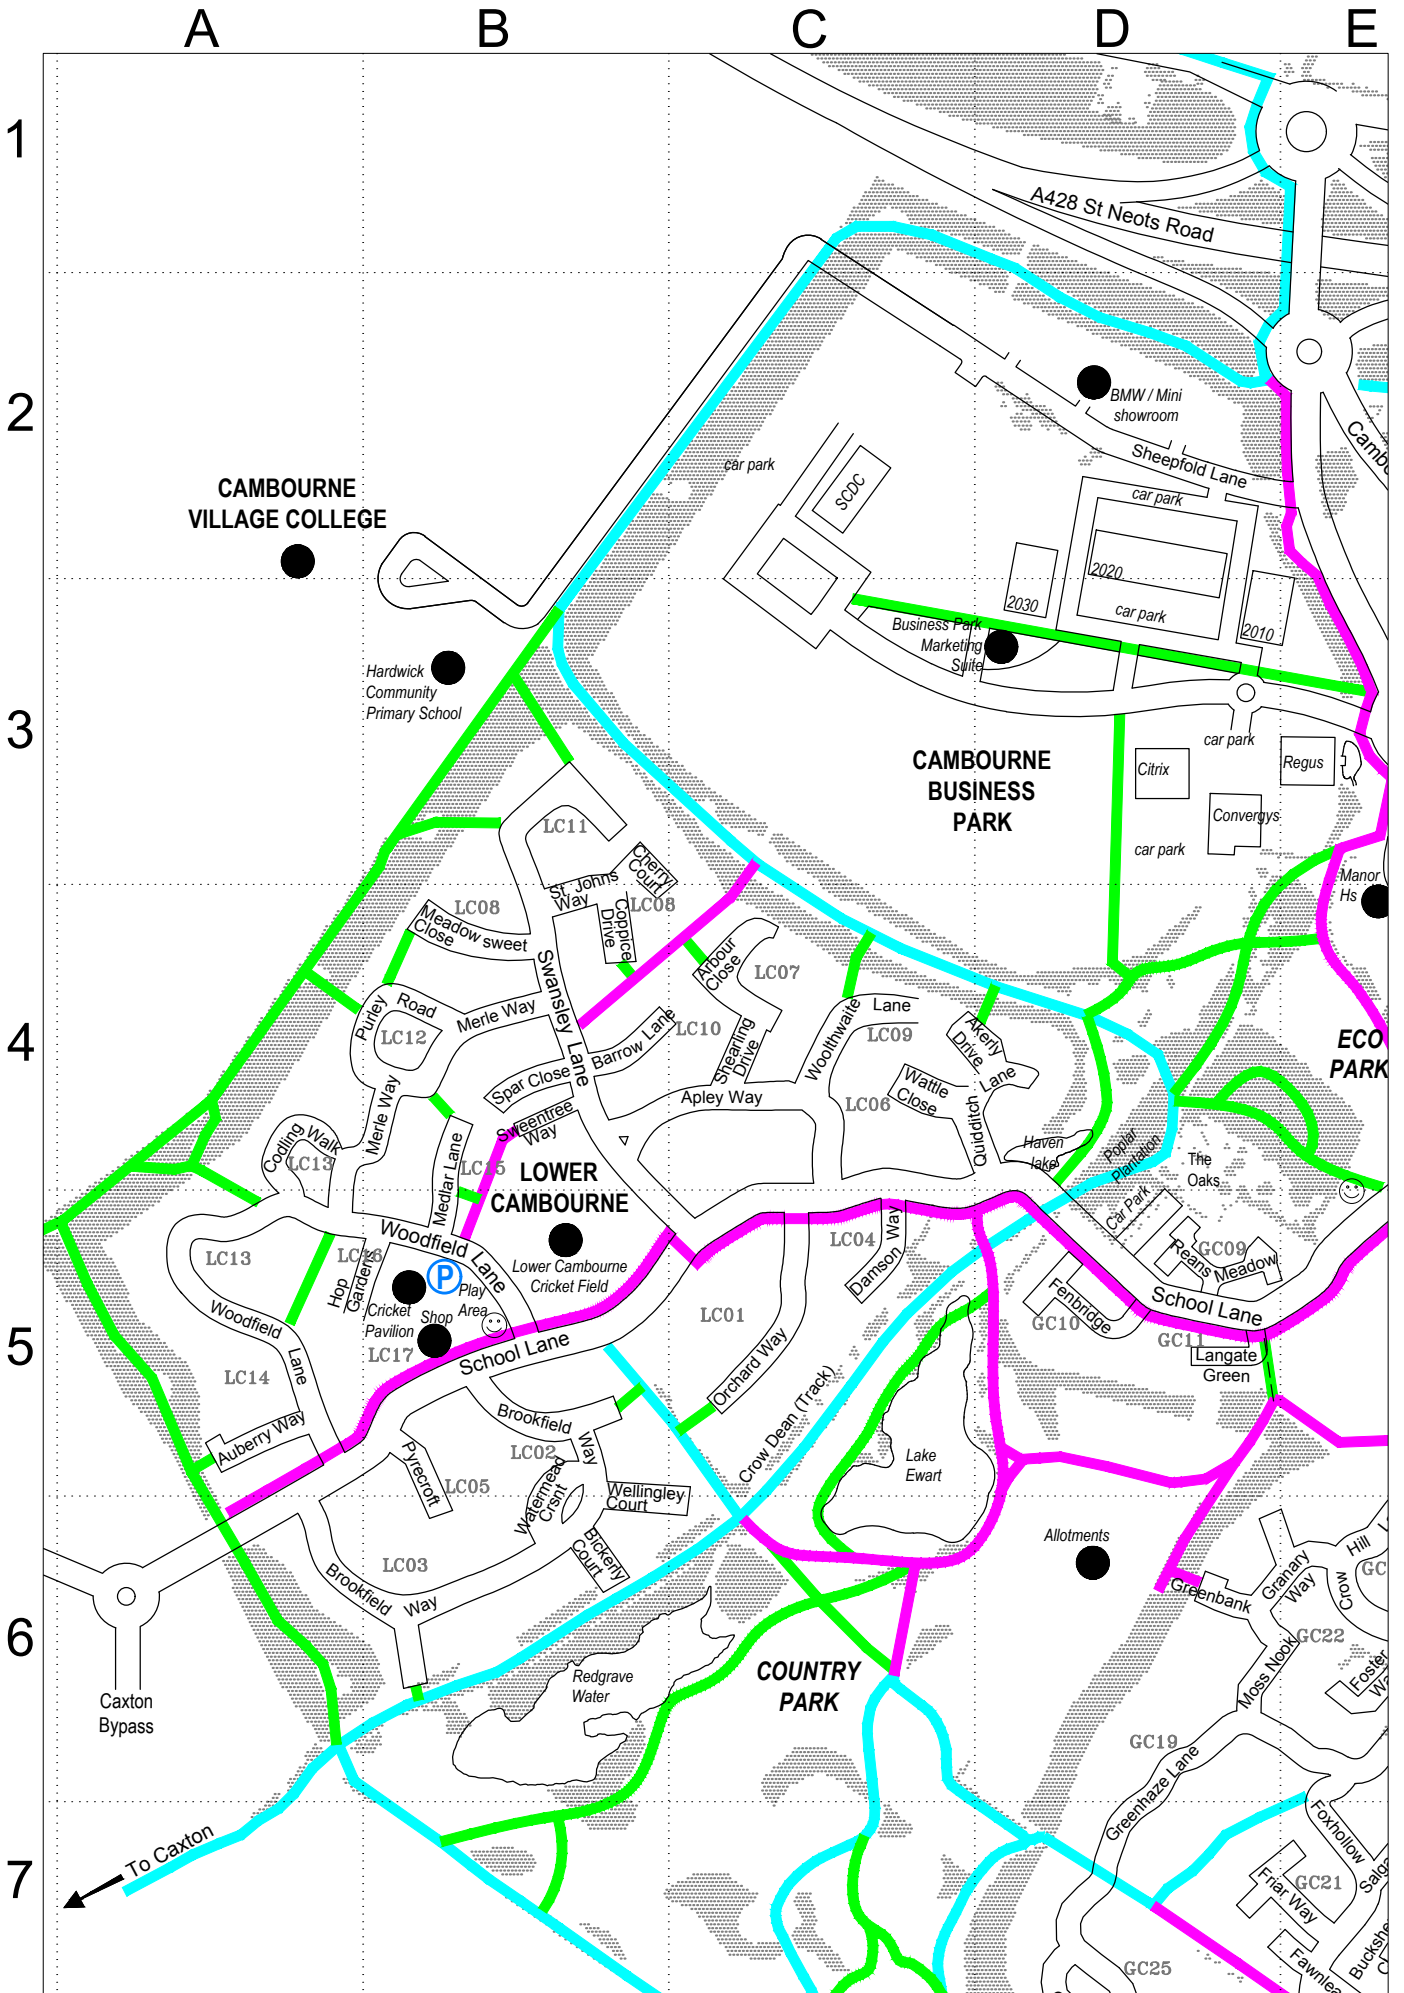 A
B
C
D
E
1
A428 St Neots Road
2
BMW / Mini
showroom
Cambo
Sheepfold Lane
car park
SCDC
car park
CAMBOURNE
VILLAGE COLLEGE
2020
2030
car park
2010
Business Park
Marketing
Suite
Hardwick
Community
Primary School
3
car park
CAMBOURNE
BUSINESS
PARK
Citrix
Regus
Convergys
car park
LC11
Cherry
Court
St. Johns
Way
Coppice
Drive
LC08
LC08
Meadow sweet
Close
Manor
Hs
Swansley Lane
Arbour
Close
LC07
Purley
Road
Merle Way
LC12
LC10
Barrow Lane
Shearling
Drive
Woolthwaite
Lane
LC09
Akerly
Drive
Lane
4
ECO
PARK
Spar Close
Apley Way
Wattle
Close
LC06
Quidditch
Merle Way
Sweentree
Way
Medlar Lane
LC15
Codling Walk
LC13
Haven
lake
Poplar
Plantation
The
Oaks
LOWER
CAMBOURNE
Car Park
Woodfield Lane
LC13
LC16
Hop
Gardens
Lower Cambourne
Cricket Field
P
Play
Area
Cricket
Pavilion
Shop
LC17
LC04
Damson
Way
Reans
GC09
Meadow
School Lane
Fenbridge
GC10
GC11
Langate
Green
5
Woodfield
Lane
LC14
School Lane
LC01
Orchard Way
Auberry Way
Brookfield
Way
LC02
Pyrecroft
LC05
Watermead
Crsnt
Wellingley
Court
Crow Dean (Track)
Lake
Ewart
Allotments
LC03
Bickerly
Court
Brookfield
Way
Greenbank
Granary
Way
Crow
Hill
GC
6
Caxton
Bypass
Redgrave
Water
COUNTRY
PARK
Moss Nook
GC22
Foster
GC19
Greenhaze Lane
7
To Caxton
Foxhollow
GC21
Friar Way
Salga
Fawnlea
Buckshe
GC25